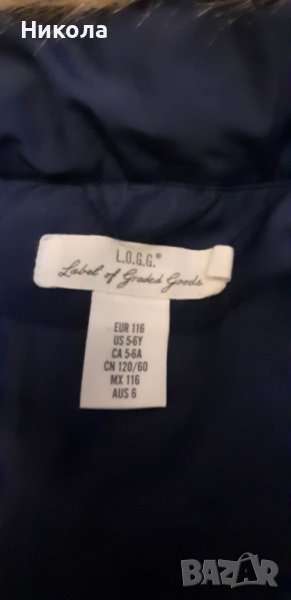 Никола
L.O.G.G.®
Label of Graded Goods
EUR 116
US 5-6Y
CA 5-6A
CN 120/60
MX 116
AUS 6
BAZAR